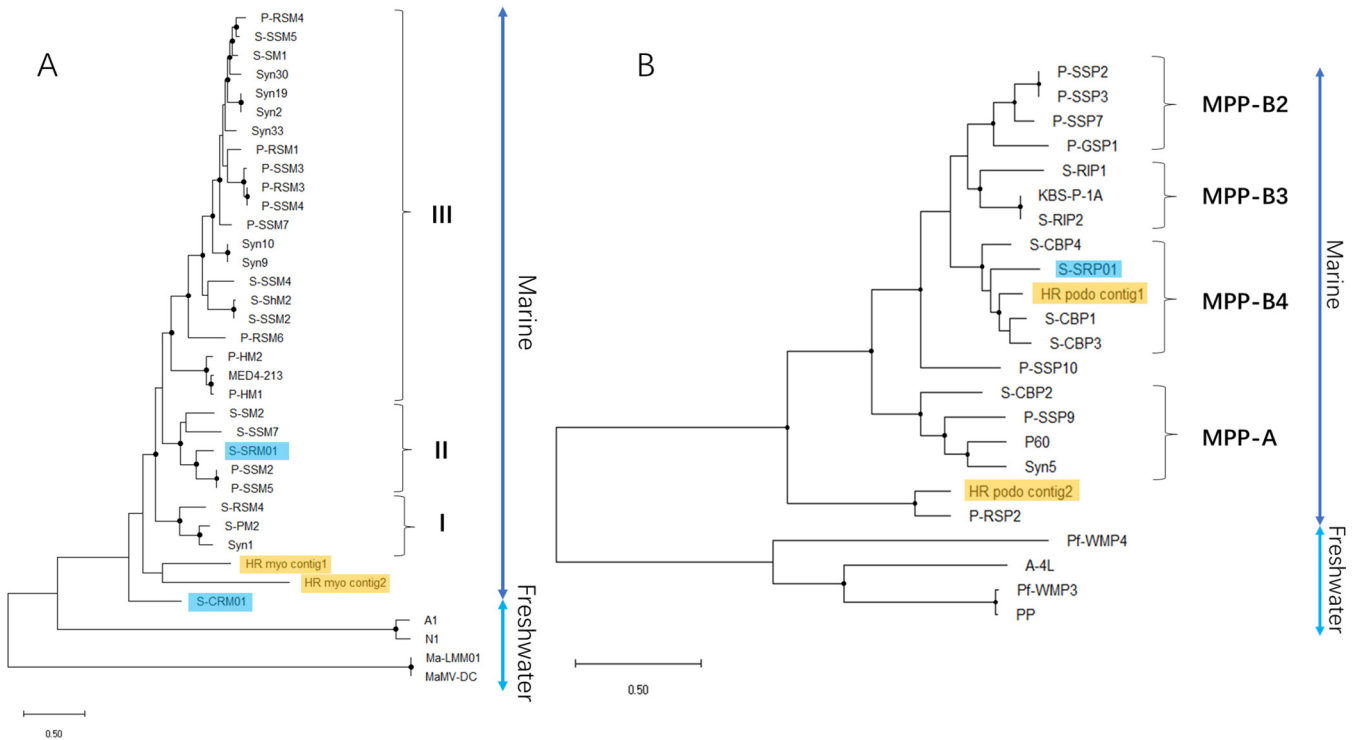 A
P-RSM4
S-SSM5
S-SM1
Syn30
Syn19
Syn2
Syn33
P-RSM1
P-SSM3
P-RSM3
P-SSM4
P-SSM7
Syn10
Syn9
S-SSM4
S-ShM2
S-SSM2
P-RSM6
P-HM2
MED4-213
P-HM1
S-SM2
S-SSM7
S-SRM01
P-SSM2
P-SSM5
S-RSM4
S-PM2
Syn1
HR myo contig1
HR myo contig2
S-CRM01
A1
N1
Ma-LMM01
MaMV-DC
III
II
I
Marine
Freshwater
0.50
B
P-SSP2
P-SSP3
P-SSP7
P-GSP1
S-RIP1
KBS-P-1A
S-RIP2
S-CBP4
S-SRP01
HR podo contig1
S-CBP1
S-CBP3
P-SSP10
S-CBP2
P-SSP9
P60
Syn5
HR podo contig2
P-RSP2
Pf-WMP4
A-4L
Pf-WMP3
PP
MPP-B2
MPP-B3
MPP-B4
MPP-A
Marine
Freshwater
0.50